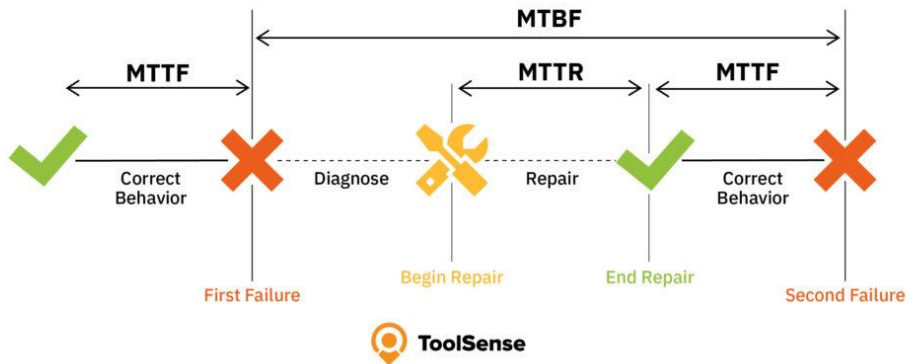 MTBF
MTTF
MTTR
MTTF
Correct
Behavior
Diagnose
Repair
Correct
Behavior
First Failure
Begin Repair
End Repair
Second Failure
ToolSense